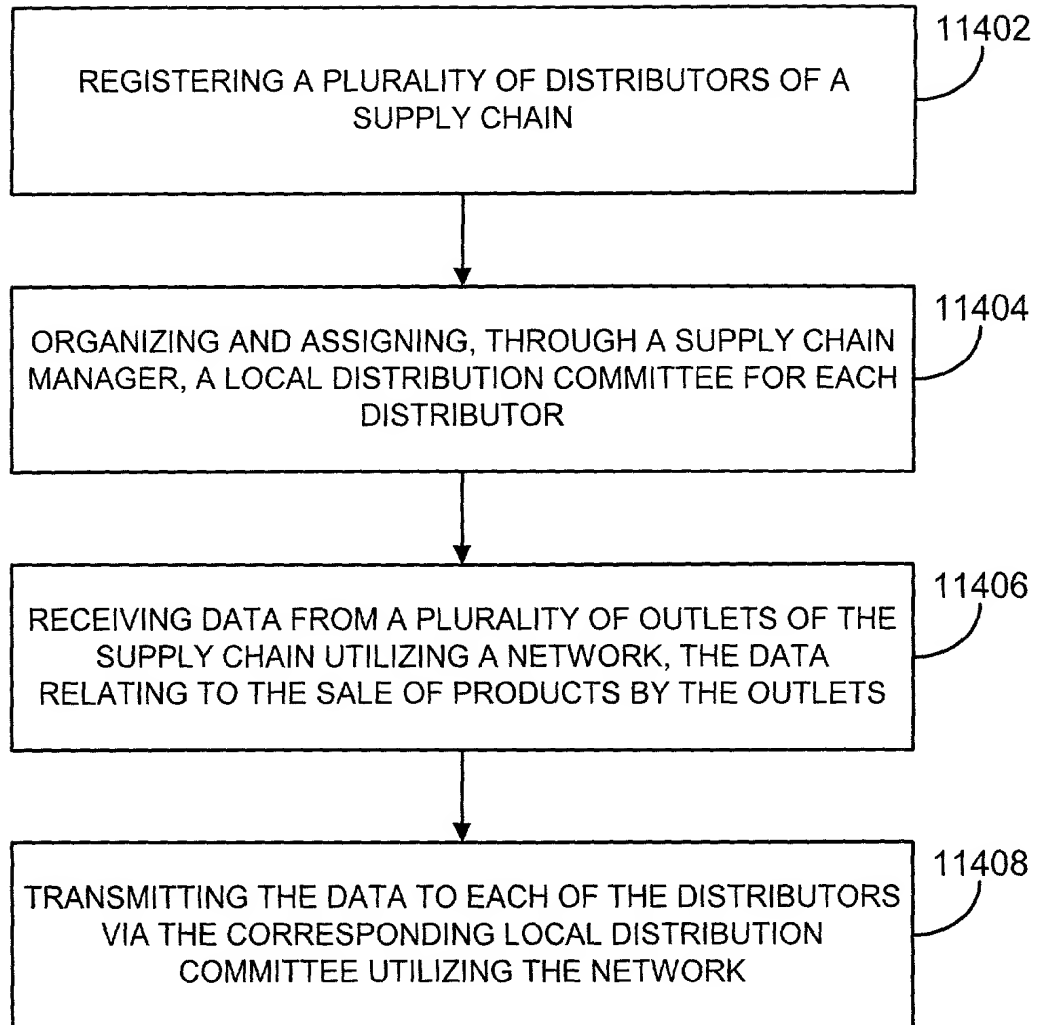 11402
REGISTERING A PLURALITY OF DISTRIBUTORS OF A
SUPPLY CHAIN
11404
ORGANIZING AND ASSIGNING, THROUGH A SUPPLY CHAIN
MANAGER, A LOCAL DISTRIBUTION COMMITTEE FOR EACH
DISTRIBUTOR
11406
RECEIVING DATA FROM A PLURALITY OF OUTLETS OF THE
SUPPLY CHAIN UTILIZING A NETWORK, THE DATA
RELATING TO THE SALE OF PRODUCTS BY THE OUTLETS
11408
TRANSMITTING THE DATA TO EACH OF THE DISTRIBUTORS
VIA THE CORRESPONDING LOCAL DISTRIBUTION
COMMITTEE UTILIZING THE NETWORK